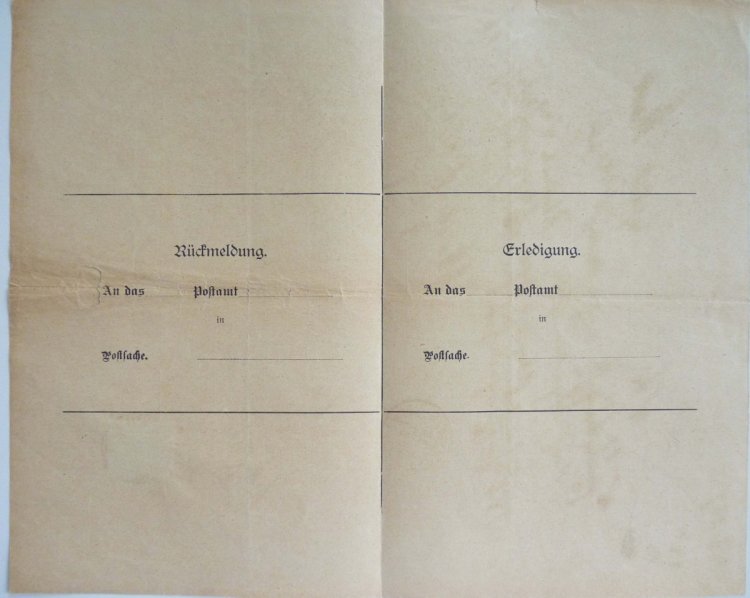 Rückmeldung.
An das Postamt
in
Postsache.
Erledigung.
An das Postamt
in
Postsache.